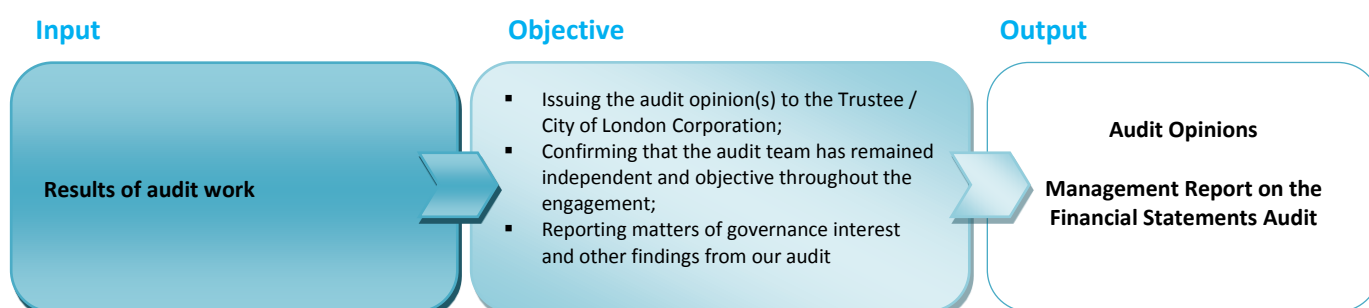 Input
Results of audit work
Objective
▪ Issuing the audit opinion(s) to the Trustee /
City of London Corporation;
▪ Confirming that the audit team has remained
independent and objective throughout the
engagement;
▪ Reporting matters of governance interest
and other findings from our audit
Output
Audit Opinions
Management Report on the
Financial Statements Audit